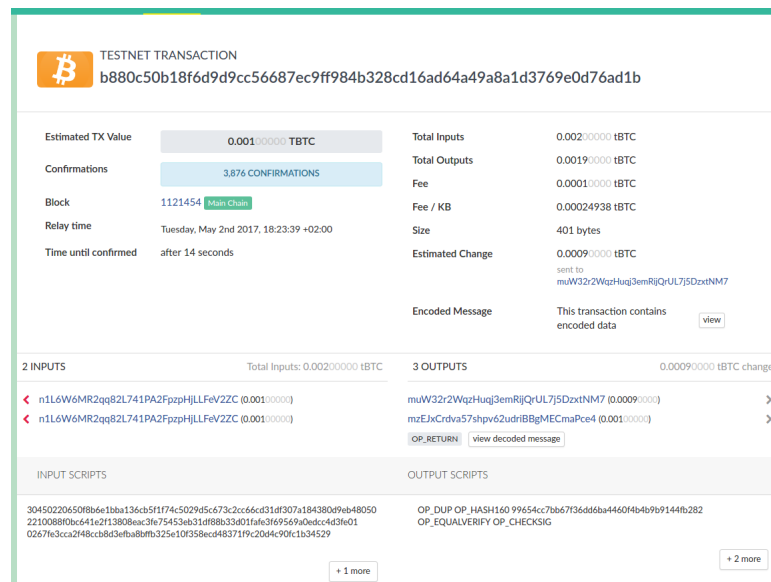 TESTNET TRANSACTION
b880c50b18f6d9d9cc56687ec9ff984b328cd16ad64a49a8a1d3769e0d76ad1b
Estimated TX Value 0.00100000 TBTC
Confirmations 3,876 CONFIRMATIONS
Block 1121454 Main Chain
Relay time Tuesday, May 2nd 2017, 18:23:39 +02:00
Time until confirmed after 14 seconds
Total Inputs 0.00200000 tBTC
Total Outputs 0.00190000 tBTC
Fee 0.00010000 tBTC
Fee / KB 0.00024938 tBTC
Size 401 bytes
Estimated Change 0.00090000 tBTC
sent to
muW32r2WqzHuqj3emRijQrUL7j5DzxtNM7
Encoded Message This transaction contains
encoded data view
2 INPUTS Total Inputs: 0.00200000 tBTC
n1L6W6MR2qq82L741PA2FpzpHjLLFeV2ZC (0.00100000)
n1L6W6MR2qq82L741PA2FpzpHjLLFeV2ZC (0.00100000)
3 OUTPUTS 0.00090000 tBTC change
muW32r2WqzHuqj3emRijQrUL7j5DzxtNM7 (0.00090000)
mzEJxCrdva57shpv62udriBBgMECmaPce4 (0.00100000)
OP_RETURN view decoded message
INPUT SCRIPTS
30450220650f8b6e1bba136cb5f1f74c5029d5c673c2cc66cd31df307a184380d9eb48050
2210088f0bc641e2f13808eac3fe75453eb31df88b33d01fafe3f69569a0edcc4d3fe01
0267fe3cca2f48ccb8d3efba8bffb325e10f358ecd48371f9c20d4c90fc1b34529
+ 1 more
OUTPUT SCRIPTS
OP_DUP OP_HASH160 99654cc7bb67f36dd6ba4460f4b4b9b9144fb282
OP_EQUALVERIFY OP_CHECKSIG
+ 2 more